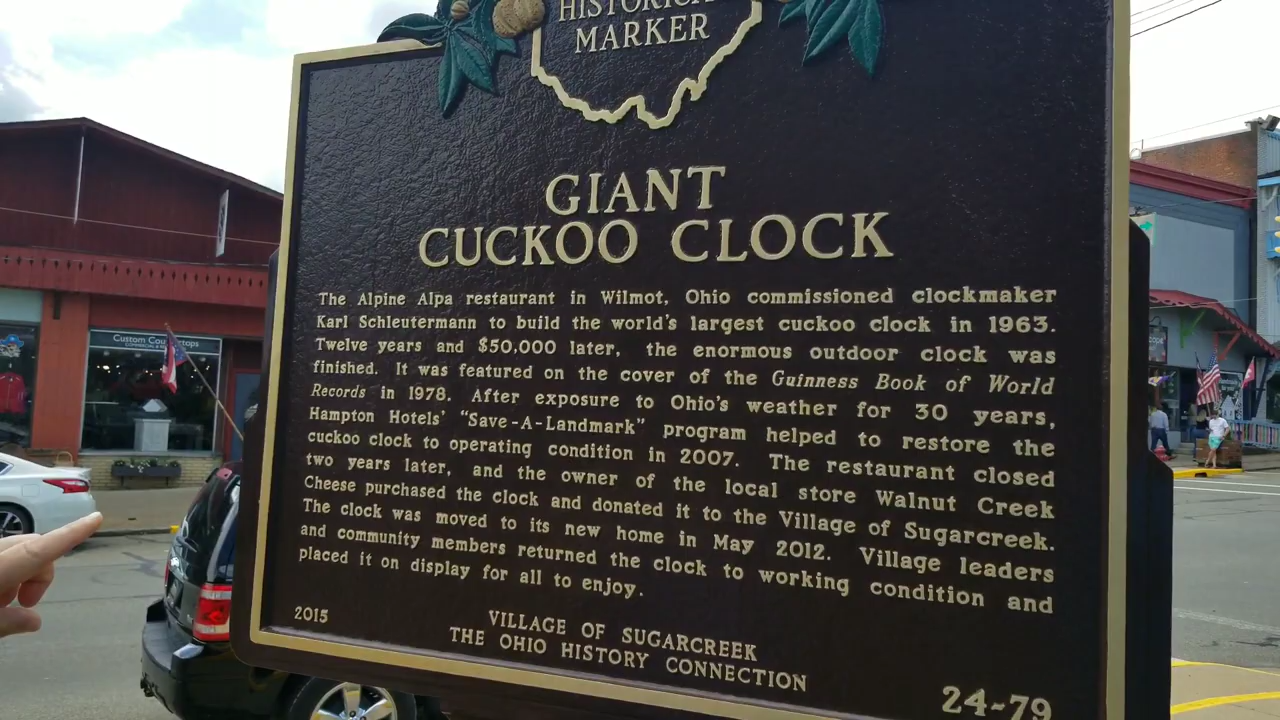 HISTORICAL
MARKER
GIANT
CUCKOO CLOCK
The Alpine Alpa restaurant in Wilmot, Ohio commissioned clockmaker
Karl Schleutermann to build the world's largest cuckoo clock in 1963.
Twelve years and $50,000 later, the enormous outdoor clock was
finished. It was featured on the cover of the Guinness Book of World
Records in 1978. After exposure to Ohio's weather for 30 years,
Hampton Hotels' "Save-A-Landmark" program helped to restore the
cuckoo clock to operating condition in 2007. The restaurant closed
two years later, and the owner of the local store Walnut Creek
Cheese purchased the clock and donated it to the Village of Sugarcreek.
The clock was moved to its new home in May 2012. Village leaders
and community members returned the clock to working condition and
placed it on display for all to enjoy.
2015
VILLAGE OF SUGARCREEK
THE OHIO HISTORY CONNECTION
24-79
Custom Countertops